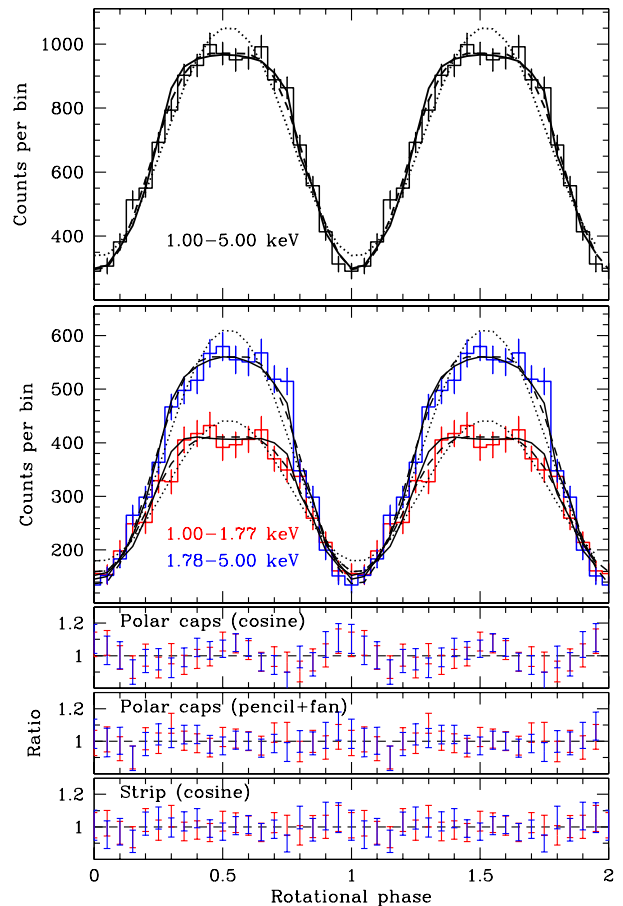 1000
800
600
400
Counts per bin
1.00−5.00 keV
600
500
400
300
200
Counts per bin
1.00−1.77 keV
1.78−5.00 keV
1.2
1
Polar caps (cosine)
1.2
1
Polar caps (pencil+fan)
Ratio
1.2
1
Strip (cosine)
0 0.5 1 1.5 2
Rotational phase